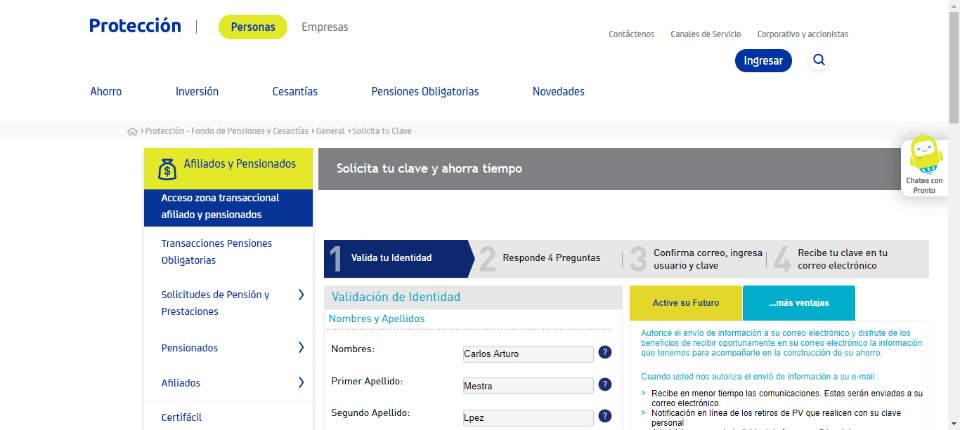 Protección
Personas
Empresas
Contáctenos
Canales de Servicio
Corporativo y accionistas
Ingresar
Ahorro
Inversión
Cesantías
Pensiones Obligatorias
Novedades
Protección - Fondo de Pensiones y Cesantías › General › Solicita tu Clave
Afiliados y Pensionados
Acceso zona transaccional
afiliado y pensionados
Transacciones Pensiones
Obligatorias
Solicitudes de Pensión y
Prestaciones
Pensionados
Afiliados
Certifácil
Solicita tu clave y ahorra tiempo
Chatea con
Pronto
1 Valida tu Identidad
2 Responde 4 Preguntas
3 Confirma correo, ingresa
usuario y clave
4 Recibe tu clave en tu
correo electrónico
Validación de Identidad
Nombres y Apellidos
Nombres: Carlos Arturo ?
Primer Apellido: Mestra ?
Segundo Apellido: Lpez ?
Active su Futuro
...más ventajas
Autorice el envío de información a su correo electrónico y disfrute de los
beneficios de recibir oportunamente en su correo electrónico la información
que tenemos para acompañarle en la construcción de su ahorro.
Cuando usted nos autoriza el envió de información a su e-mail:
> Recibe en menor tiempo las comunicaciones. Estas serán enviadas a su
correo electrónico.
> Notificación en línea de los retiros de PV que realicen con su clave
personal